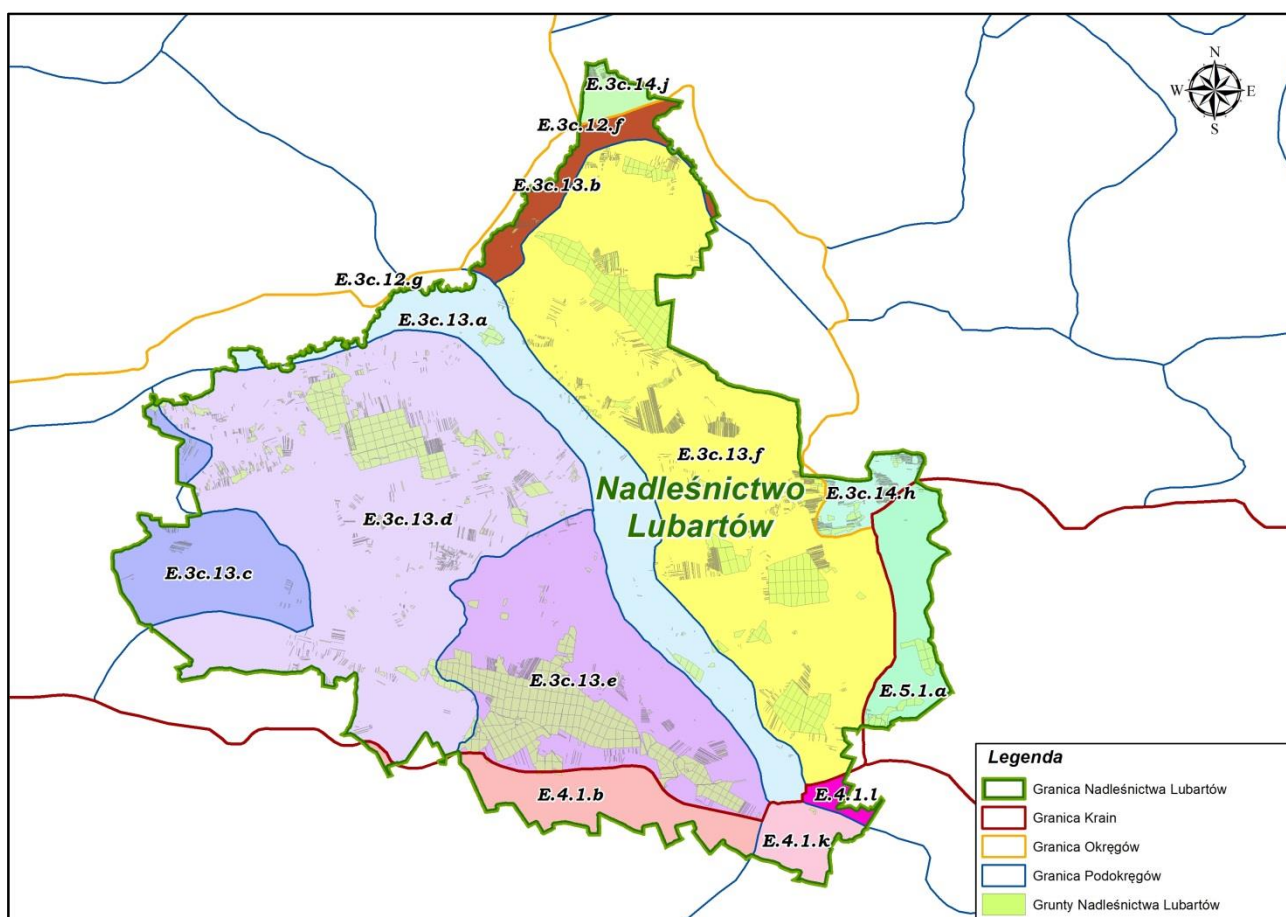 N
W E
S
E.3c.14.j
E.3c.12.f
E.3c.13.b
E.3c.12.g
E.3c.13.a
E.3c.13.f
Nadleśnictwo
Lubartów
E.3c.14.h
E.3c.13.d
E.3c.13.c
E.3c.13.e
E.5.1.a
E.4.1.b
E.4.1.l
E.4.1.k
Legenda
Granica Nadleśnictwa Lubartów
Granica Krain
Granica Okręgów
Granica Podokręgów
Grunty Nadleśnictwa Lubartów